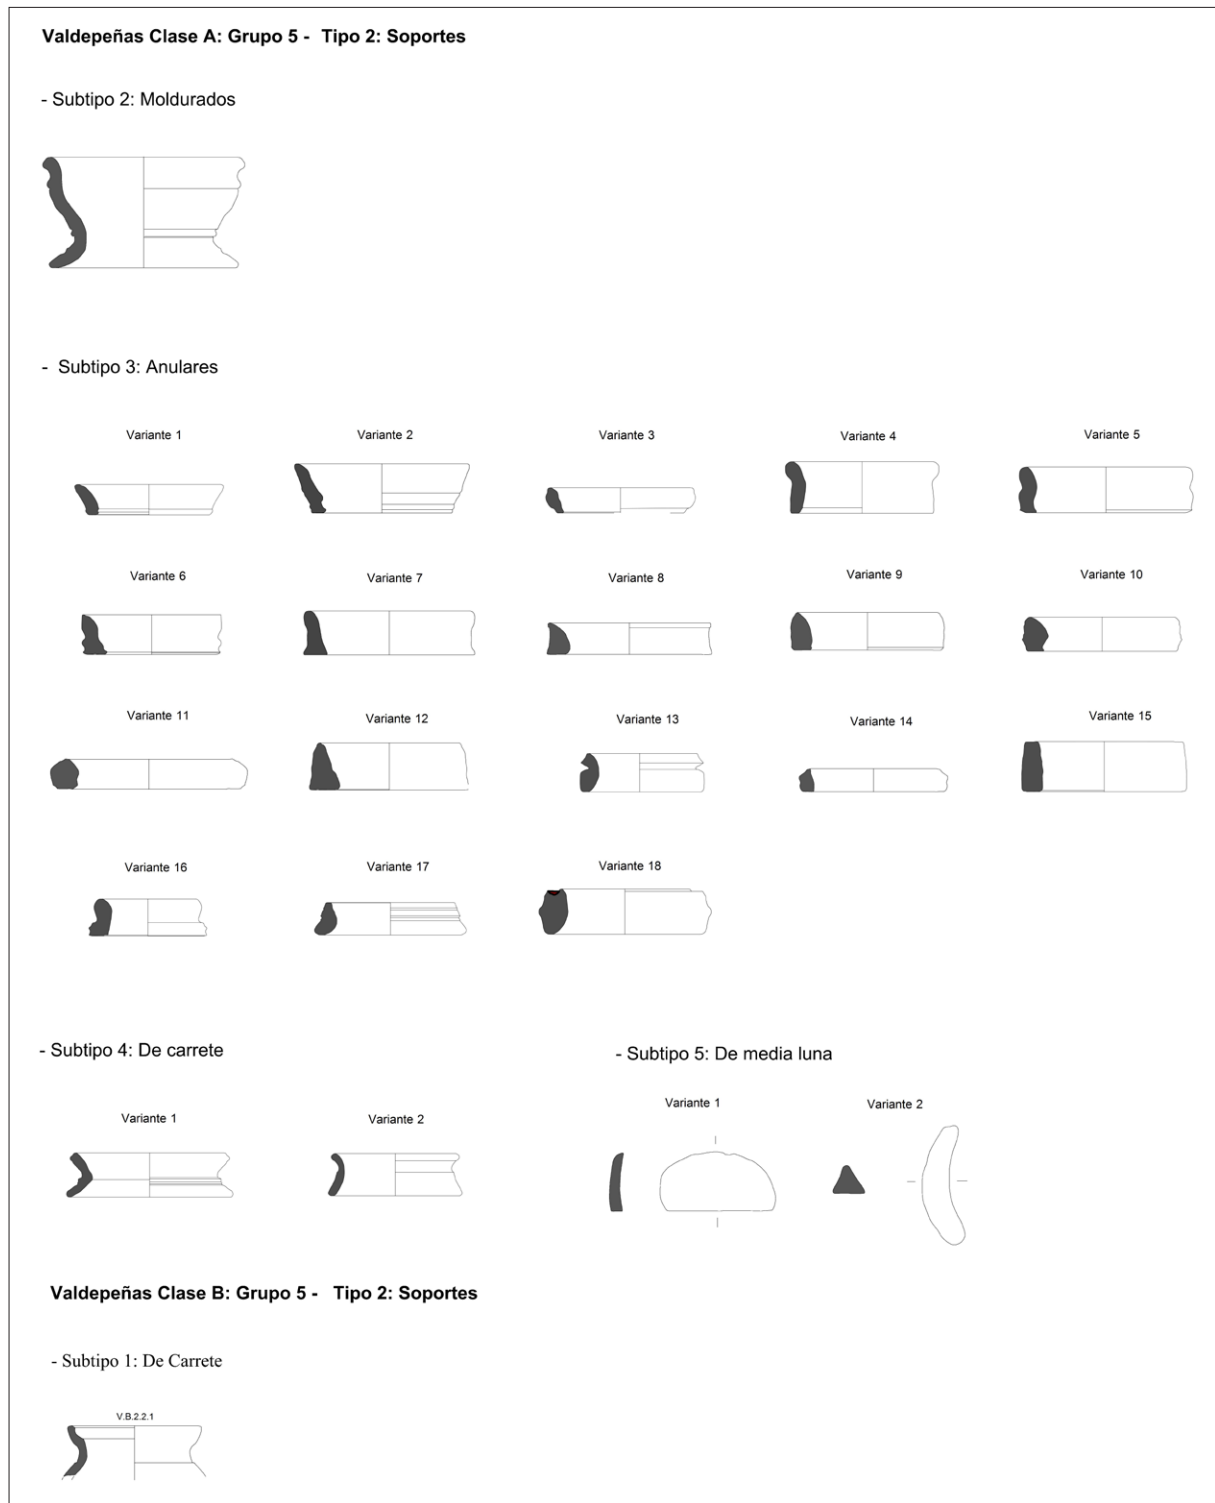 Valdepeñas Clase A: Grupo 5 - Tipo 2: Soportes
- Subtipo 2: Moldurados
- Subtipo 3: Anulares
Variante 1 Variante 2 Variante 3 Variante 4 Variante 5
Variante 6 Variante 7 Variante 8 Variante 9 Variante 10
Variante 11 Variante 12 Variante 13 Variante 14 Variante 15
Variante 16 Variante 17 Variante 18
- Subtipo 4: De carrete
- Subtipo 5: De media luna
Variante 1 Variante 2
Variante 1 Variante 2
Valdepeñas Clase B: Grupo 5 - Tipo 2: Soportes
- Subtipo 1: De Carrete
V.B.2.2.1